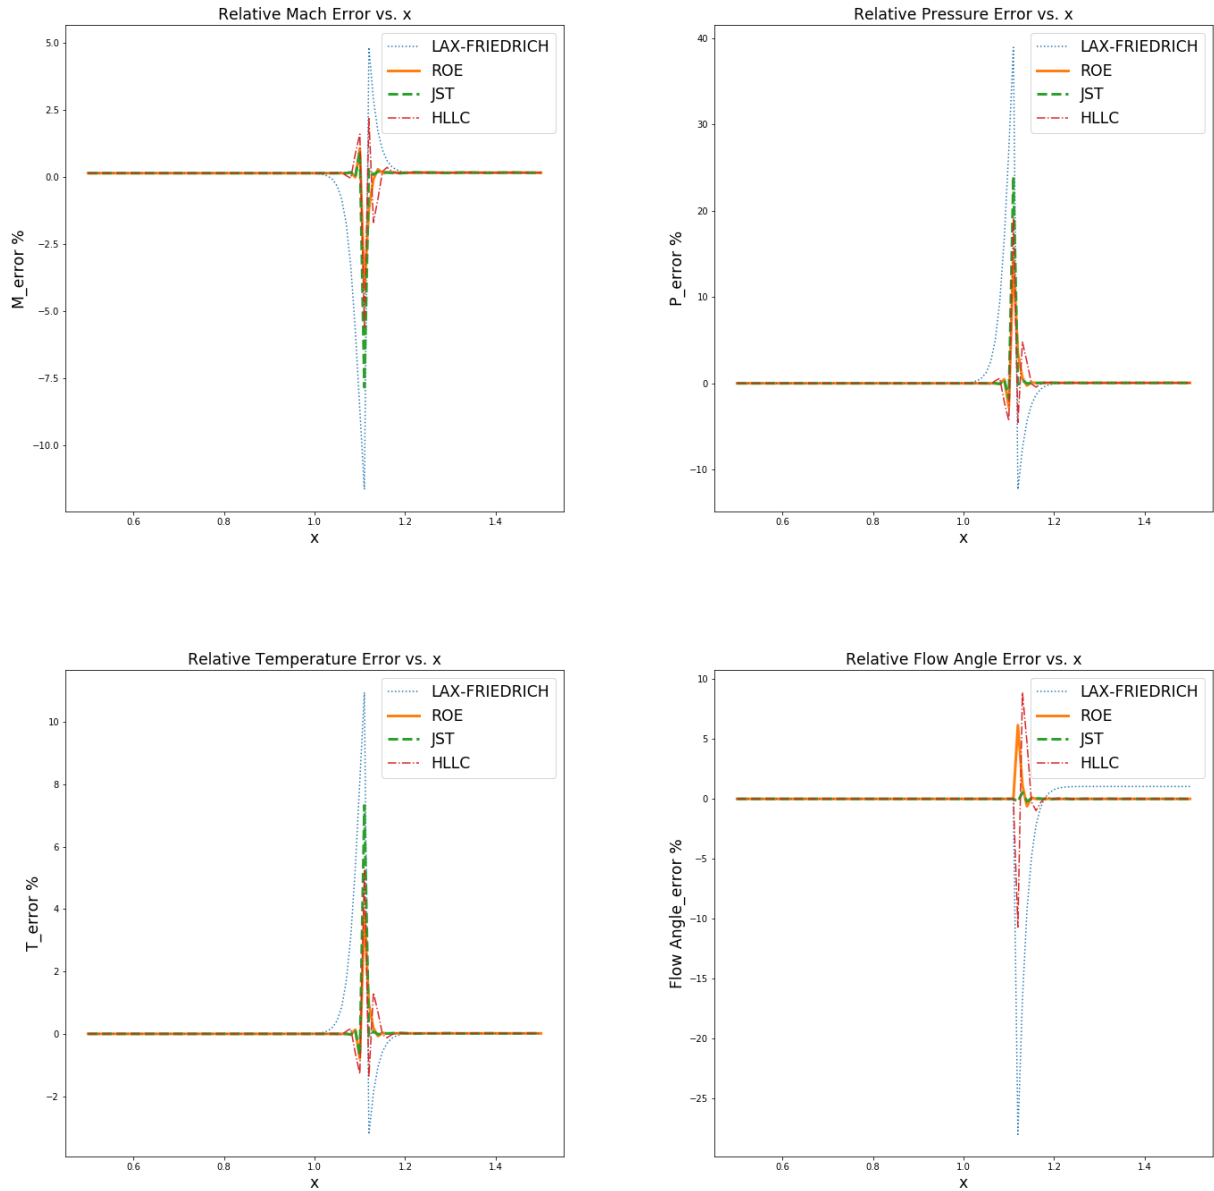 Relative Mach Error vs. x
5.0
2.5
0.0
−2.5
−5.0
−7.5
−10.0
M_error %
LAX-FRIEDRICH
ROE
JST
HLLC
0.6 0.8 1.0 1.2 1.4
x
Relative Pressure Error vs. x
40
30
20
10
0
−10
P_error %
LAX-FRIEDRICH
ROE
JST
HLLC
0.6 0.8 1.0 1.2 1.4
x
Relative Temperature Error vs. x
10
8
6
4
2
0
−2
T_error %
LAX-FRIEDRICH
ROE
JST
HLLC
0.6 0.8 1.0 1.2 1.4
x
Relative Flow Angle Error vs. x
10
5
0
−5
−10
−15
−20
−25
Flow Angle_error %
LAX-FRIEDRICH
ROE
JST
HLLC
0.6 0.8 1.0 1.2 1.4
x